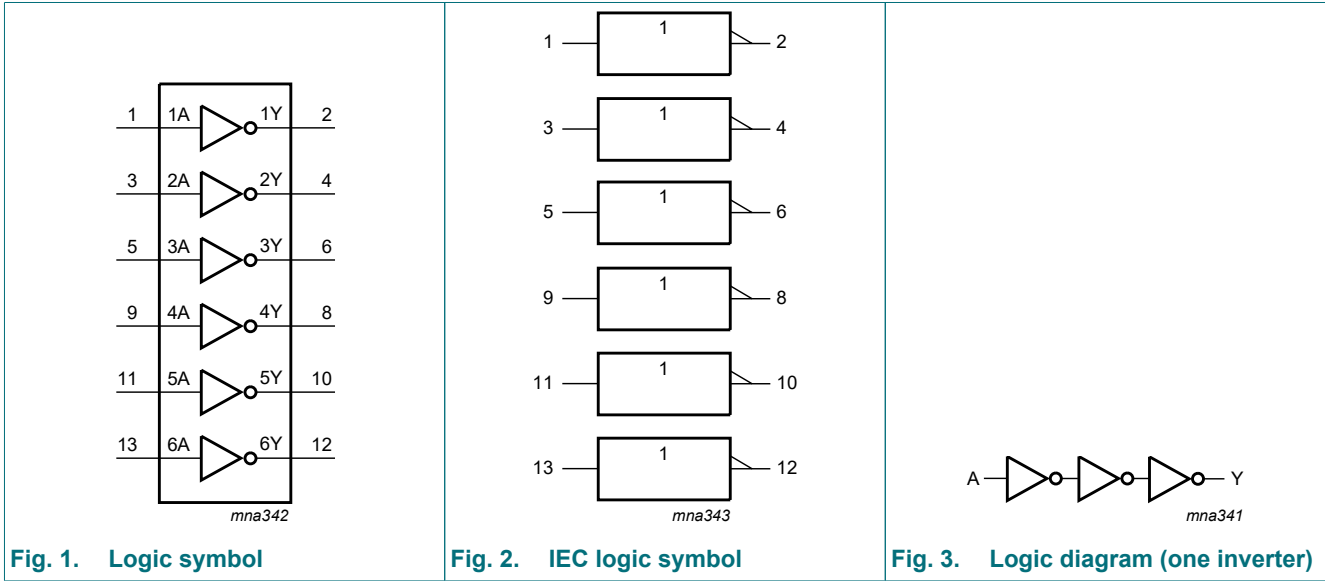 1 1A 1Y 2
3 2A 2Y 4
5 3A 3Y 6
9 4A 4Y 8
11 5A 5Y 10
13 6A 6Y 12
mna342
Fig. 1. Logic symbol
1 1 2
3 1 4
5 1 6
9 1 8
11 1 10
13 1 12
mna343
Fig. 2. IEC logic symbol
A Y
mna341
Fig. 3. Logic diagram (one inverter)